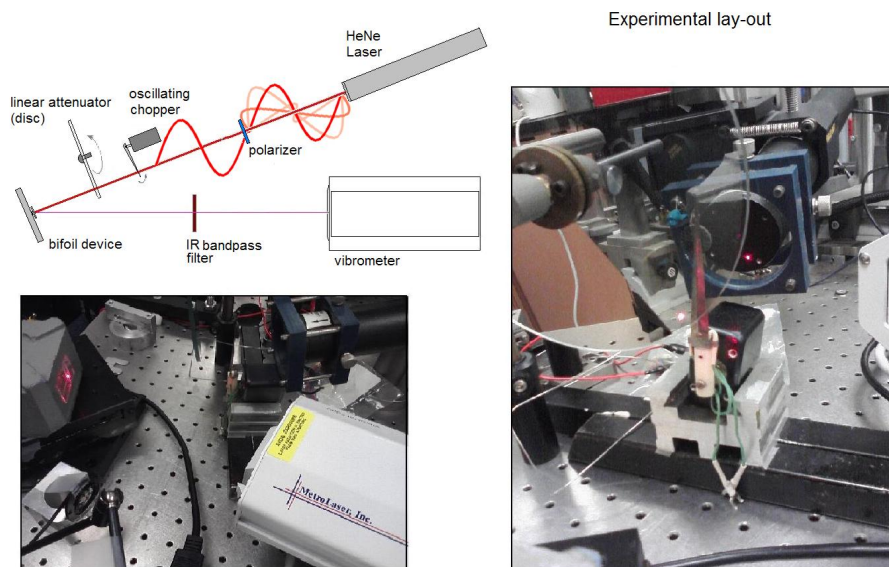 Experimental lay-out
HeNe
Laser
oscillating
chopper
linear attenuator
(disc)
polarizer
bifoil device
IR bandpass
filter
vibrometer
MetroLaser, Inc.